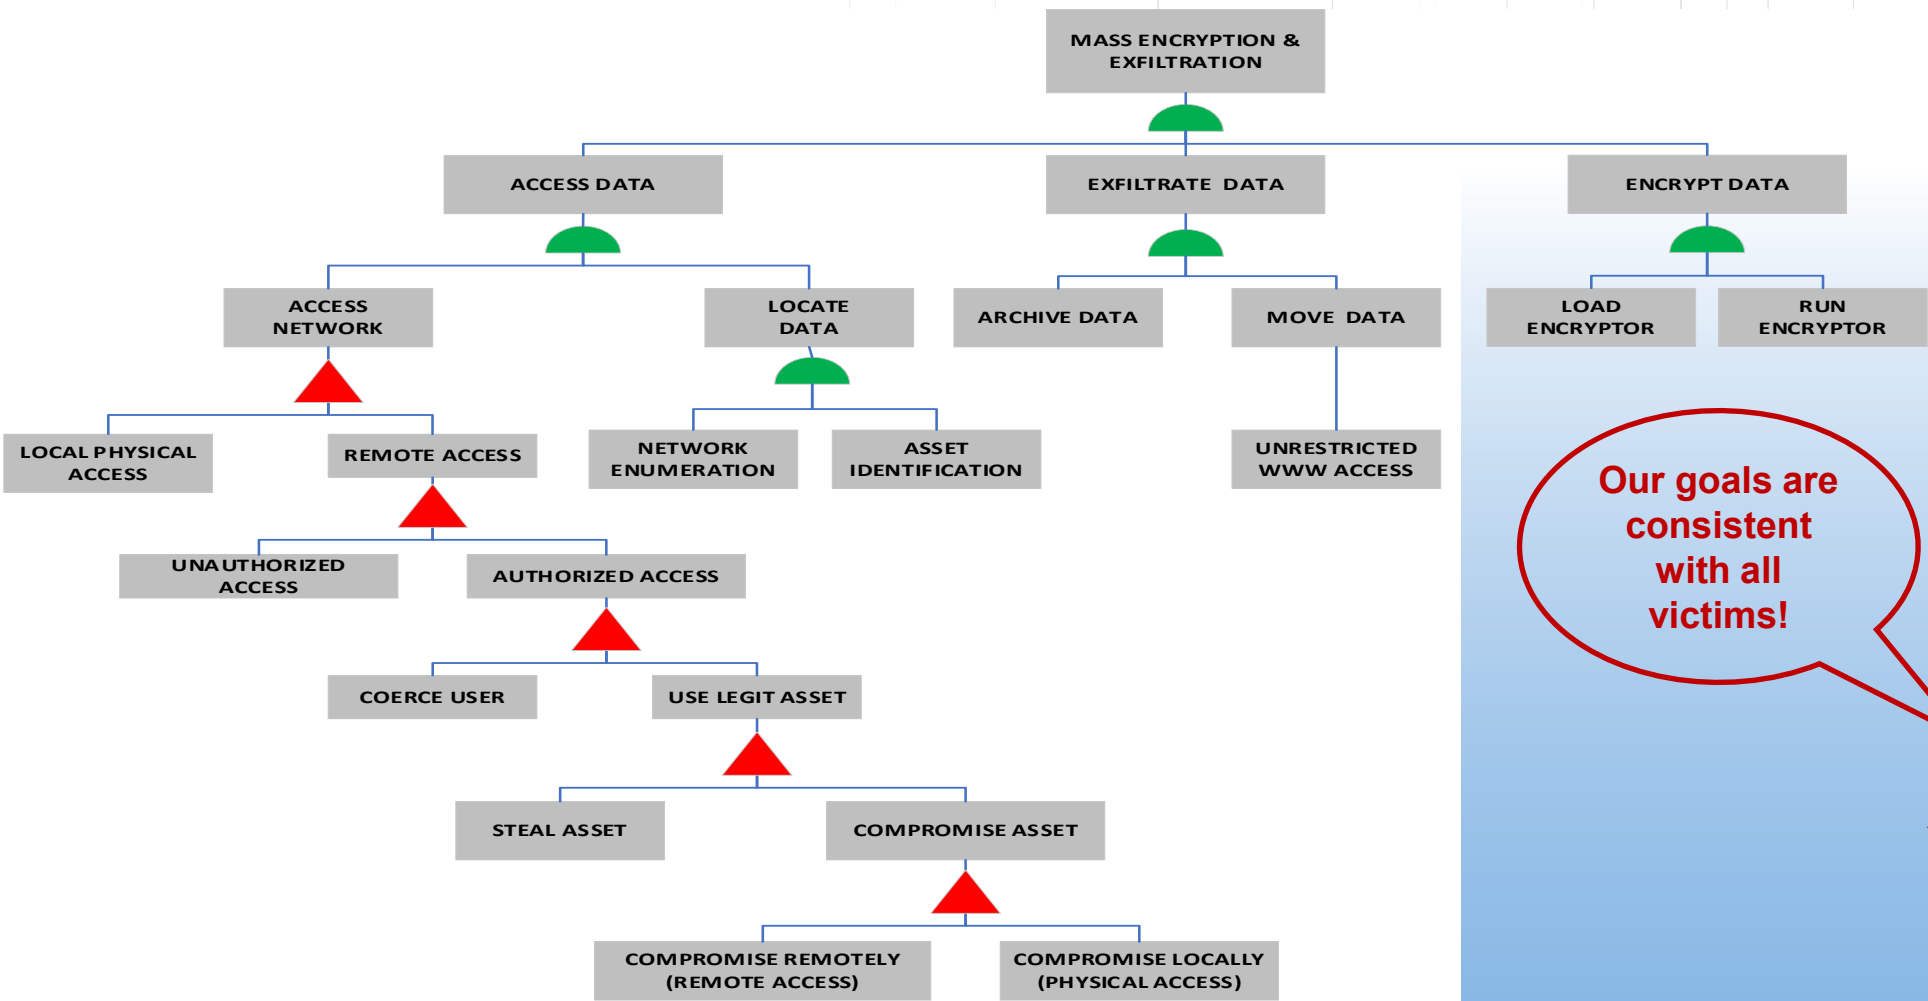 MASS ENCRYPTION &
EXFILTRATION
ACCESS DATA
EXFILTRATE DATA
ENCRYPT DATA
ACCESS
NETWORK
LOCATE
DATA
ARCHIVE DATA
MOVE DATA
LOAD
ENCRYPTOR
RUN
ENCRYPTOR
LOCAL PHYSICAL
ACCESS
REMOTE ACCESS
NETWORK
ENUMERATION
ASSET
IDENTIFICATION
UNRESTRICTED
WWW ACCESS
Our goals are
consistent
with all
victims!
UNAUTHORIZED
ACCESS
AUTHORIZED ACCESS
COERCE USER
USE LEGIT ASSET
STEAL ASSET
COMPROMISE ASSET
COMPROMISE REMOTELY
(REMOTE ACCESS)
COMPROMISE LOCALLY
(PHYSICAL ACCESS)